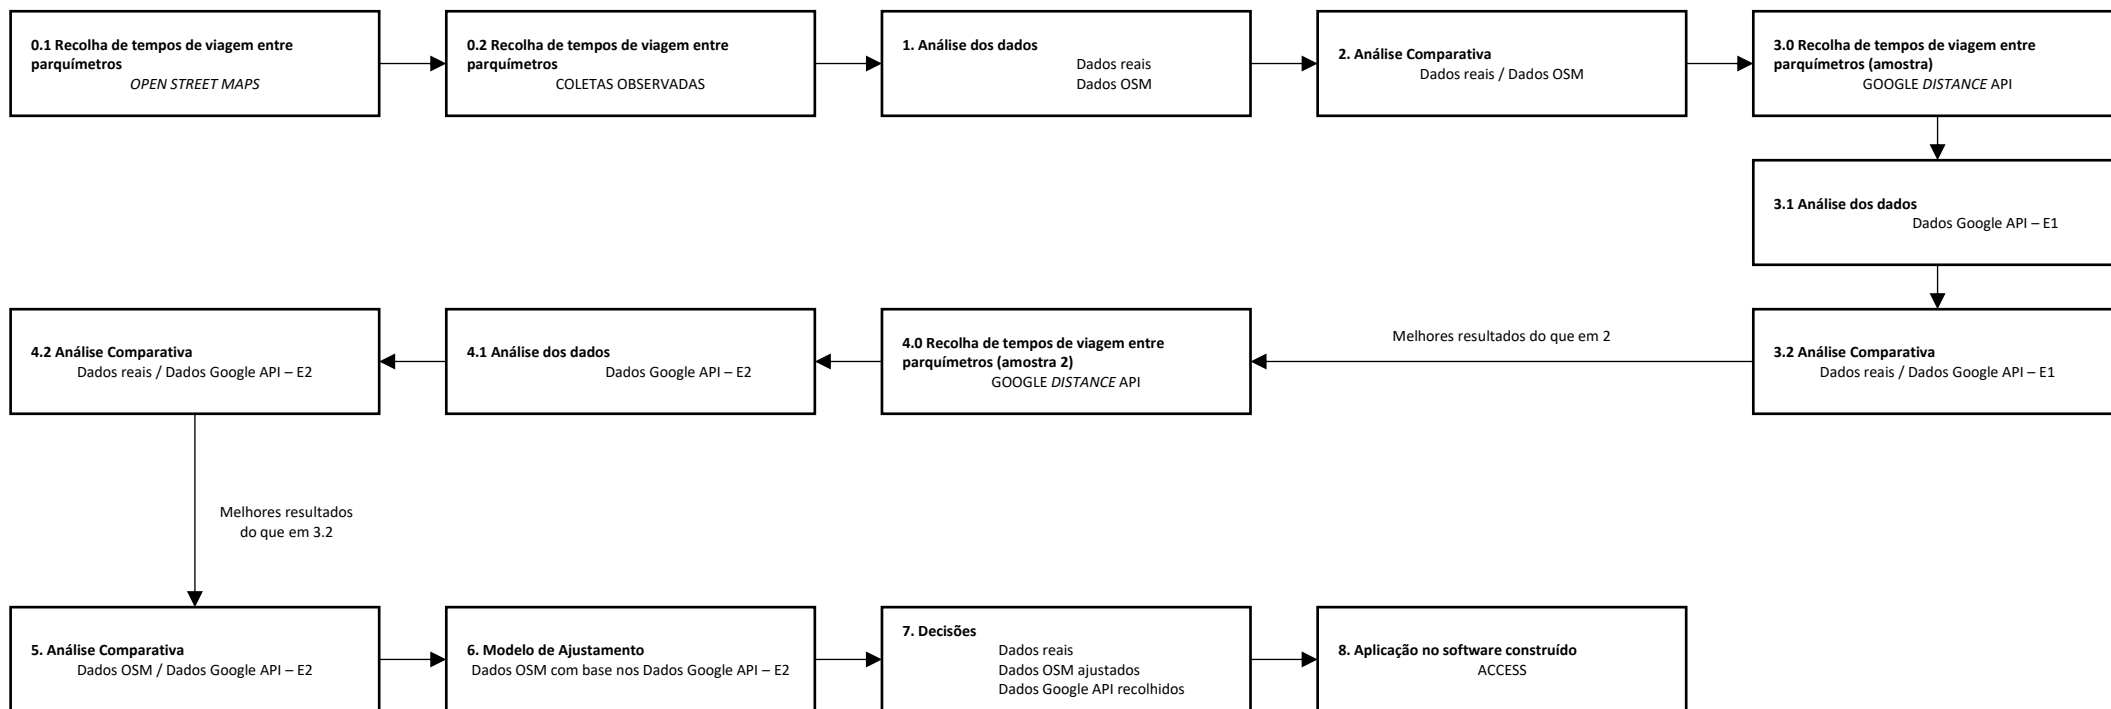 0.1 Recolha de tempos de viagem entre
parquímetros
OPEN STREET MAPS
0.2 Recolha de tempos de viagem entre
parquímetros
COLETAS OBSERVADAS
1. Análise dos dados
Dados reais
Dados OSM
2. Análise Comparativa
Dados reais / Dados OSM
3.0 Recolha de tempos de viagem entre
parquímetros (amostra)
GOOGLE DISTANCE API
3.1 Análise dos dados
Dados Google API – E1
3.2 Análise Comparativa
Dados reais / Dados Google API – E1
Melhores resultados do que em 2
4.0 Recolha de tempos de viagem entre
parquímetros (amostra 2)
GOOGLE DISTANCE API
4.1 Análise dos dados
Dados Google API – E2
4.2 Análise Comparativa
Dados reais / Dados Google API – E2
Melhores resultados
do que em 3.2
5. Análise Comparativa
Dados OSM / Dados Google API – E2
6. Modelo de Ajustamento
Dados OSM com base nos Dados Google API – E2
7. Decisões
Dados reais
Dados OSM ajustados
Dados Google API recolhidos
8. Aplicação no software construído
ACCESS